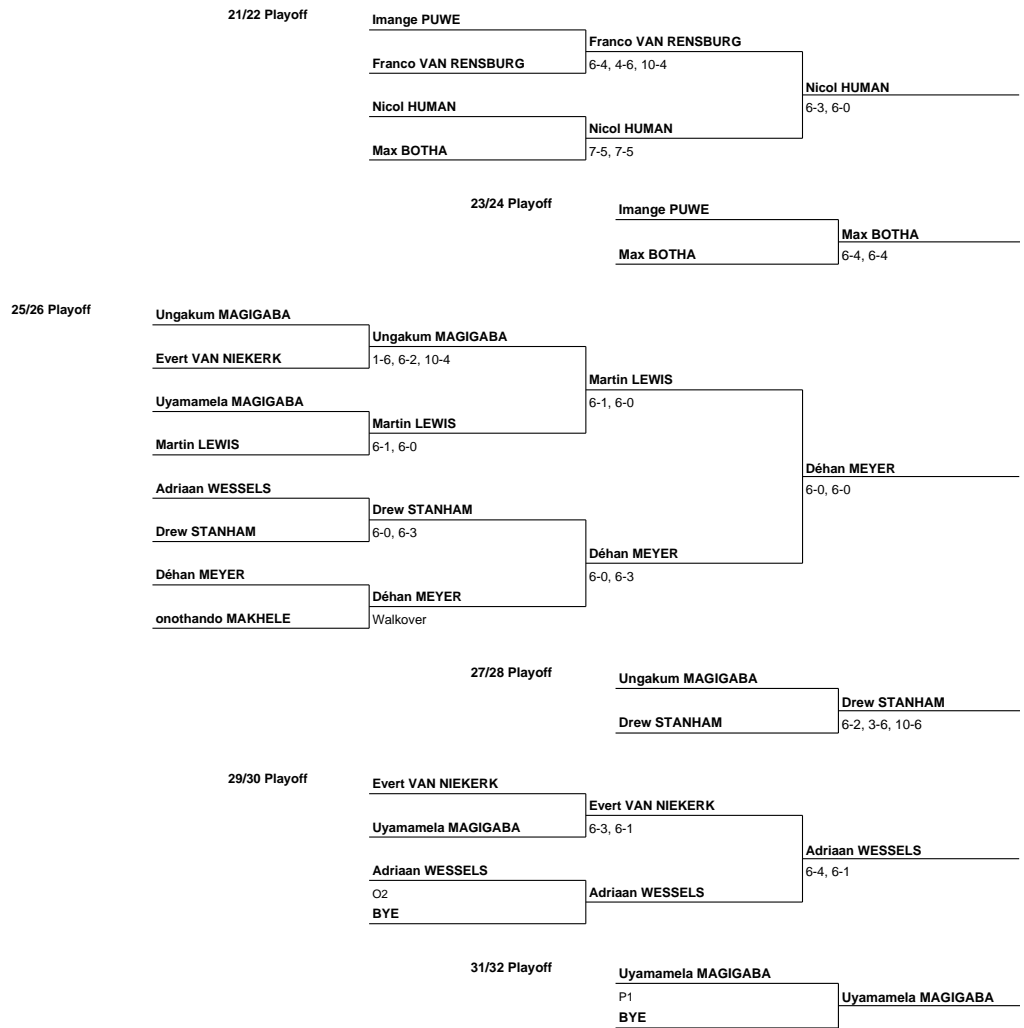 21/22 Playoff
Imange PUWE
Franco VAN RENSBURG
Franco VAN RENSBURG
6-4, 4-6, 10-4
Nicol HUMAN
6-3, 6-0
Nicol HUMAN
Nicol HUMAN
Max BOTHA
7-5, 7-5
23/24 Playoff
Imange PUWE
Max BOTHA
Max BOTHA
6-4, 6-4
25/26 Playoff
Ungakum MAGIGABA
Ungakum MAGIGABA
Evert VAN NIEKERK
1-6, 6-2, 10-4
Martin LEWIS
6-1, 6-0
Uyamamela MAGIGABA
Martin LEWIS
Martin LEWIS
6-1, 6-0
Déhan MEYER
6-0, 6-0
Adriaan WESSELS
Drew STANHAM
Drew STANHAM
6-0, 6-3
Déhan MEYER
6-0, 6-3
Déhan MEYER
Déhan MEYER
onothando MAKHELE
Walkover
27/28 Playoff
Ungakum MAGIGABA
Drew STANHAM
Drew STANHAM
6-2, 3-6, 10-6
29/30 Playoff
Evert VAN NIEKERK
Evert VAN NIEKERK
Uyamamela MAGIGABA
6-3, 6-1
Adriaan WESSELS
6-4, 6-1
Adriaan WESSELS
O2
Adriaan WESSELS
BYE
31/32 Playoff
Uyamamela MAGIGABA
P1
Uyamamela MAGIGABA
BYE